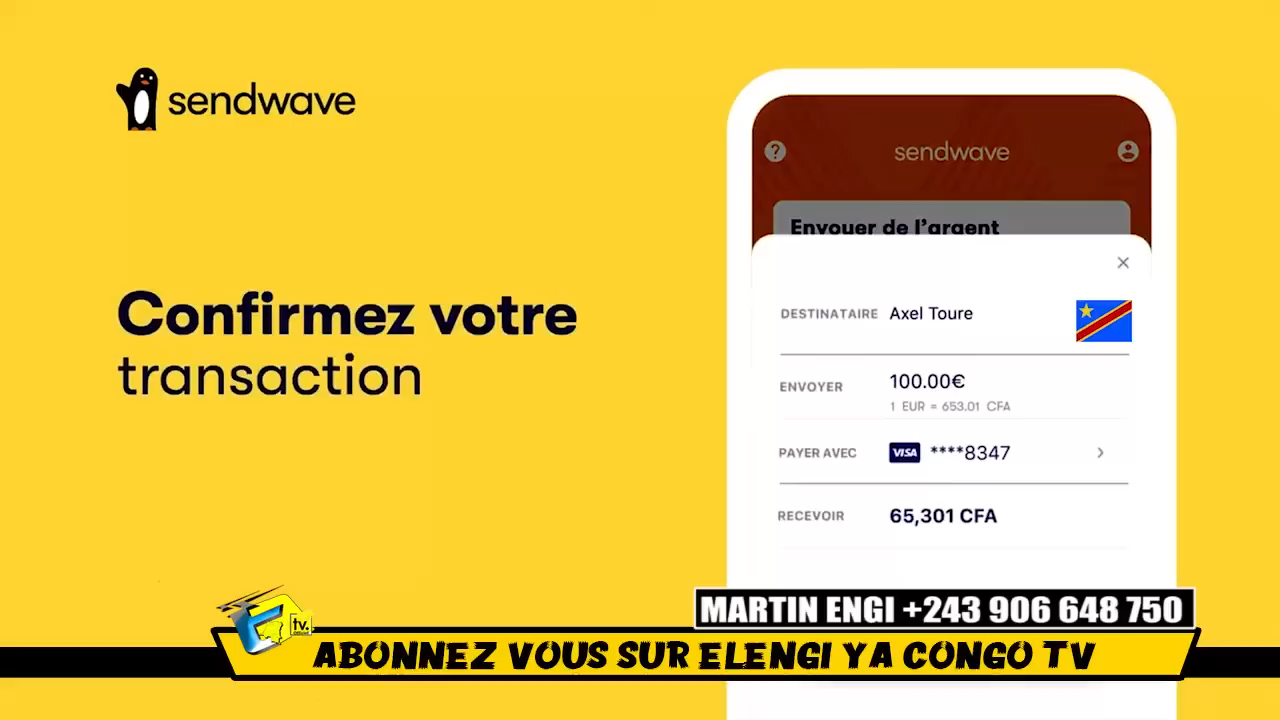 sendwave
Confirmez votre
transaction
sendwave
Envoyer de l'argent
DESTINATAIRE Axel Toure
ENVOYER 100.00€
1 EUR = 653.01 CFA
PAYER AVEC VISA ****8347
RECEVOIR 65,301 CFA
MARTIN ENGI +243 906 648 750
tv.
ABONNEZ VOUS SUR ELENGI YA CONGO TV